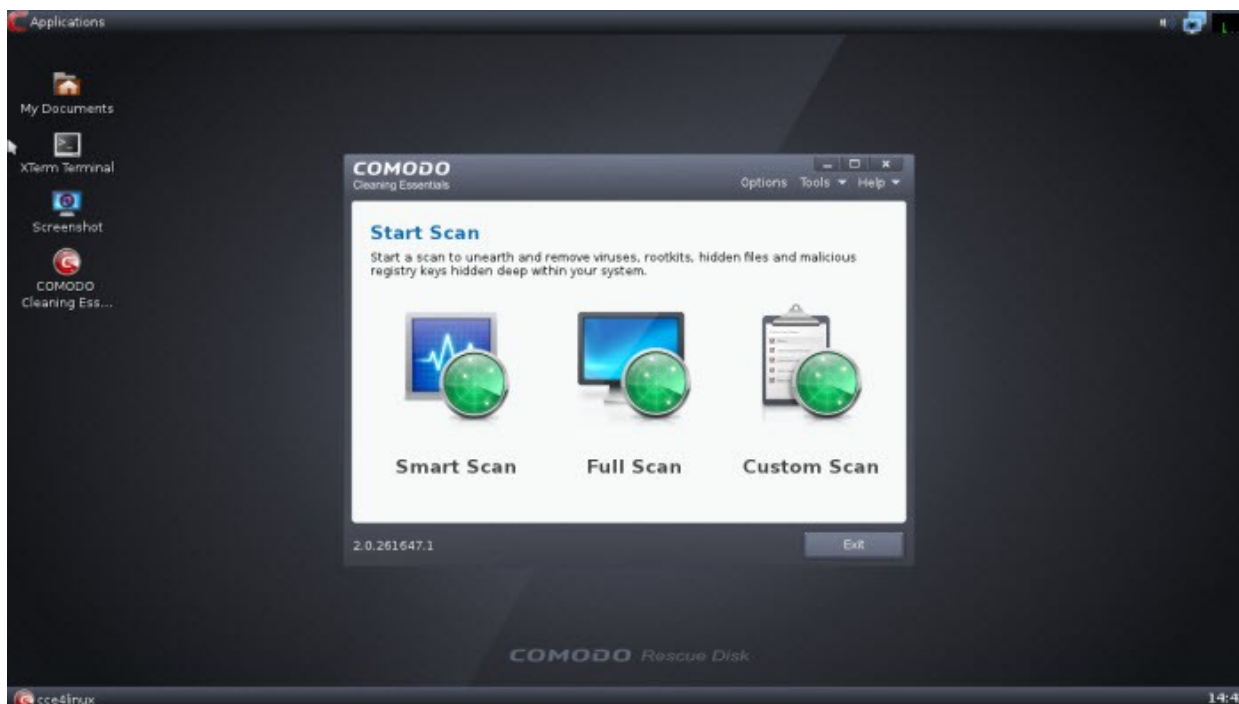 Applications
My Documents
XTerm Terminal
Screenshot
COMODO
Cleaning Ess...
COMODO
Cleaning Essentials
Options Tools Help
Start Scan
Start a scan to unearth and remove viruses, rootkits, hidden files and malicious
registry keys hidden deep within your system.
Smart Scan Full Scan Custom Scan
2.0.261647.1
Exit
COMODO Rescue Disk
cce4linux
14:4